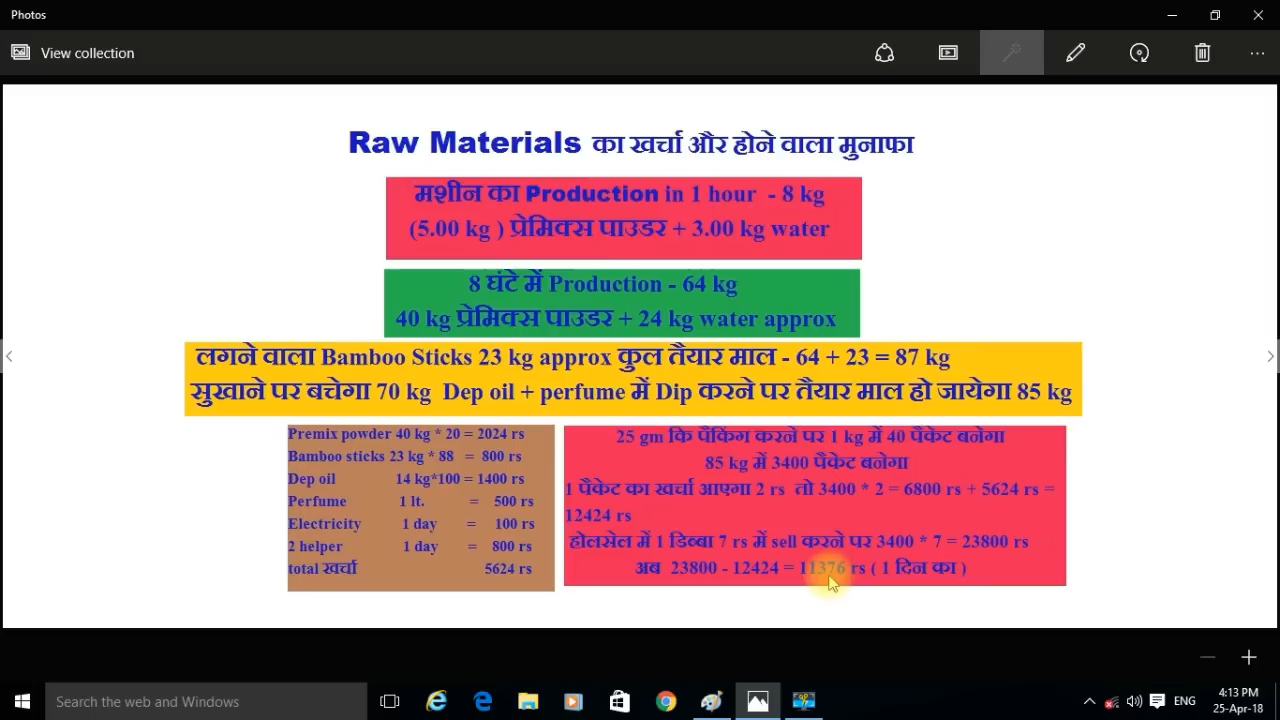 Photos
View collection
Raw Materials का खर्चा और होने वाला मुनाफा
मशीन का Production in 1 hour - 8 kg
(5.00 kg ) प्रेमिक्स पाउडर + 3.00 kg water
8 घंटे में Production - 64 kg
40 kg प्रेमिक्स पाउडर + 24 kg water approx
लगने वाला Bamboo Sticks 23 kg approx कुल तैयार माल - 64 + 23 = 87 kg
सुखाने पर बचेगा 70 kg Dep oil + perfume में Dip करने पर तैयार माल हो जायेगा 85 kg
Premix powder 40 kg * 20 = 2024 rs
Bamboo sticks 23 kg * 88 = 800 rs
Dep oil 14 kg*100 = 1400 rs
Perfume 1 lt. = 500 rs
Electricity 1 day = 100 rs
2 helper 1 day = 800 rs
total खर्चा 5624 rs
25 gm कि पैकिंग करने पर 1 kg में 40 पैकेट बनेगा
85 kg में 3400 पैकेट बनेगा
1 पैकेट का खर्चा आएगा 2 rs तो 3400 * 2 = 6800 rs + 5624 rs =
12424 rs
होलसेल में 1 डिब्बा 7 rs में sell करने पर 3400 * 7 = 23800 rs
अब 23800 - 12424 = 11376 rs ( 1 दिन का )
Search the web and Windows
ENG
4:13 PM
25-Apr-18